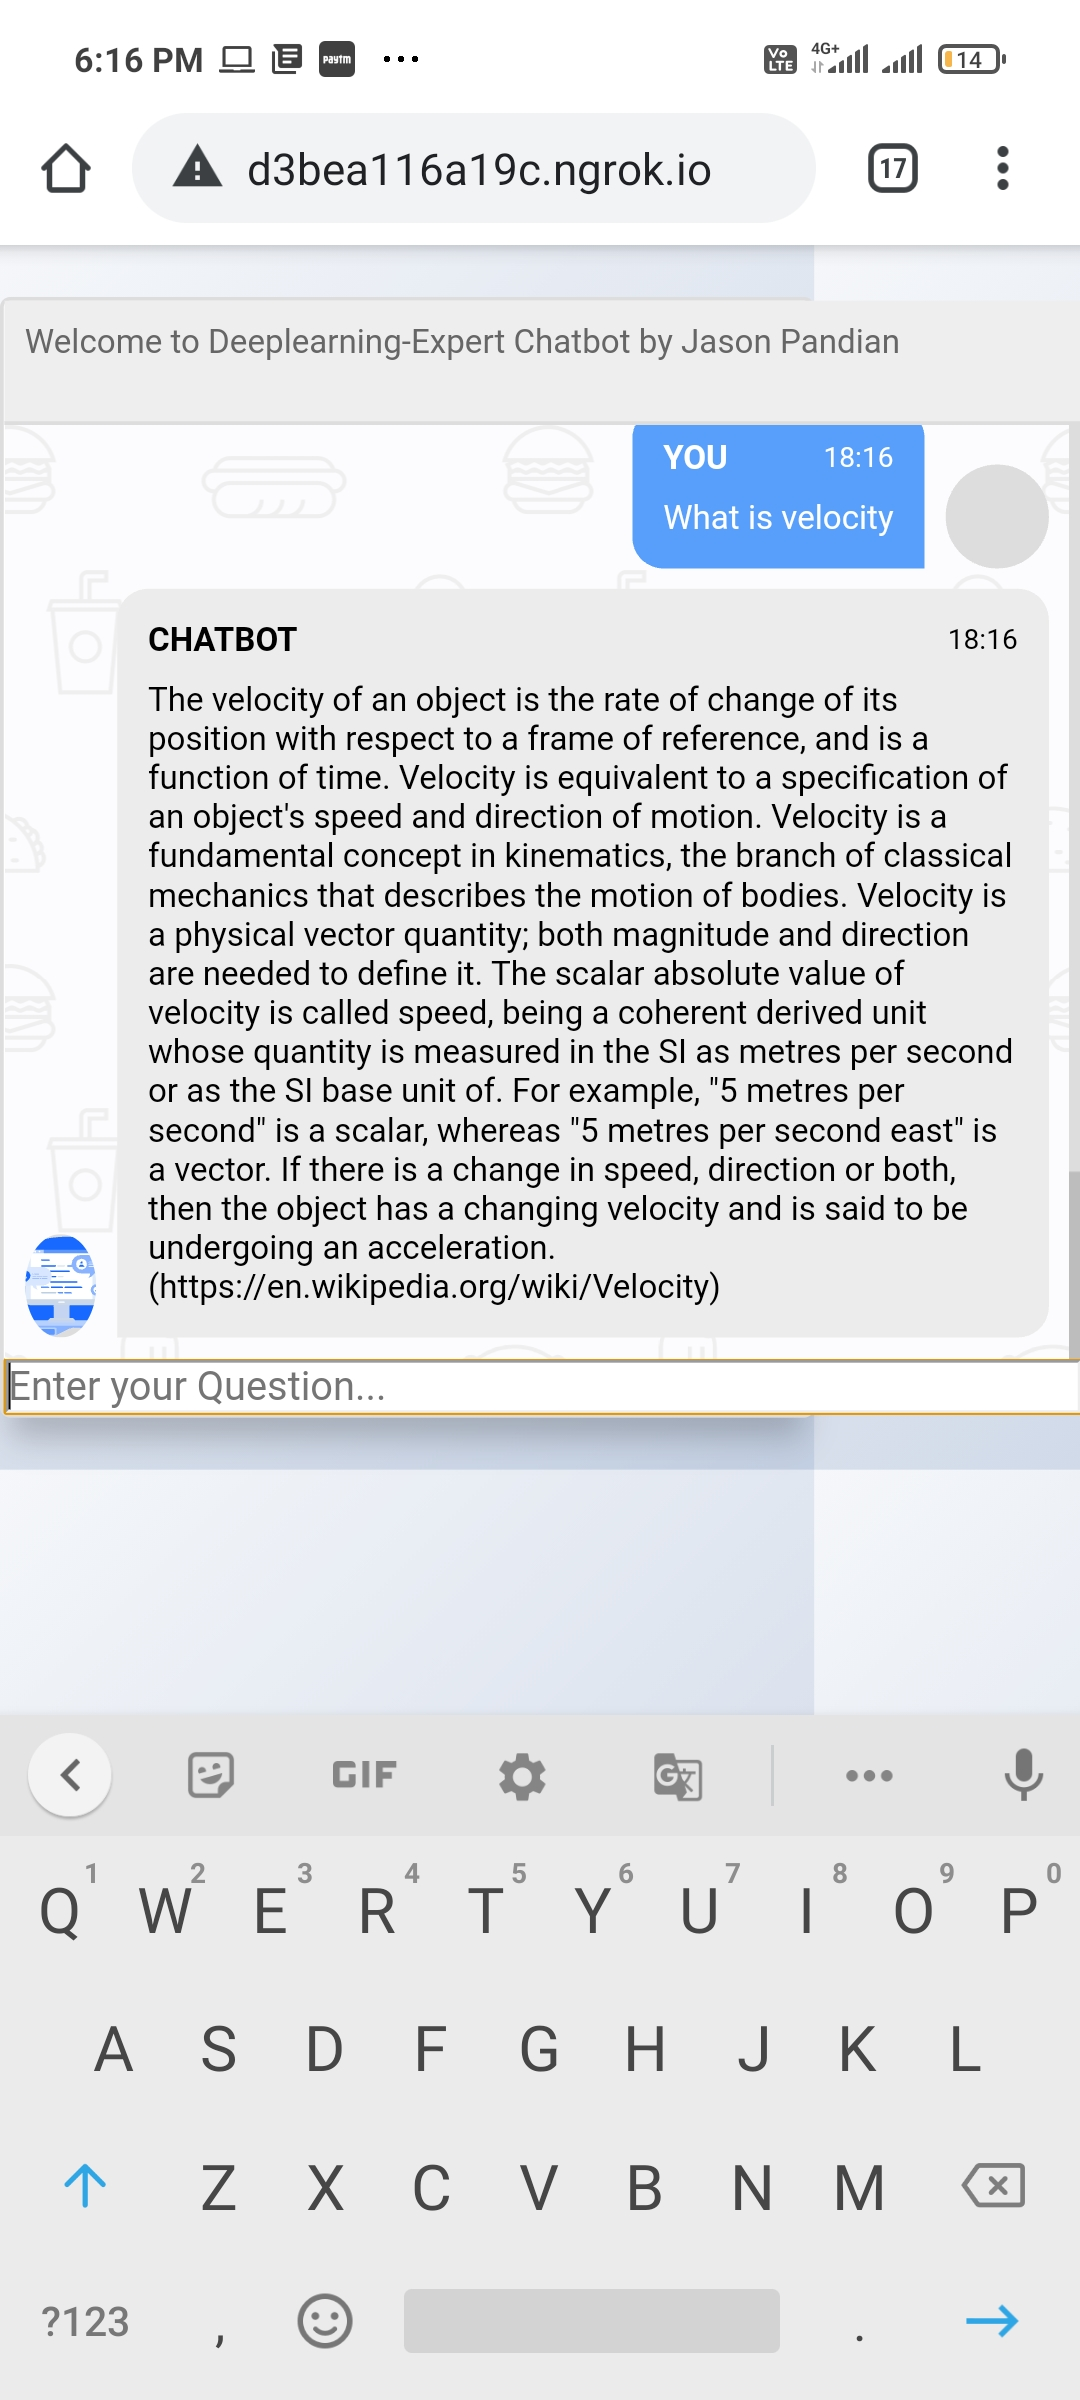 6:16 PM paytm ... Vo LTE 4G+ 14
d3bea116a19c.ngrok.io 17
Welcome to Deeplearning-Expert Chatbot by Jason Pandian
YOU 18:16
What is velocity
CHATBOT 18:16
The velocity of an object is the rate of change of its
position with respect to a frame of reference, and is a
function of time. Velocity is equivalent to a specification of
an object's speed and direction of motion. Velocity is a
fundamental concept in kinematics, the branch of classical
mechanics that describes the motion of bodies. Velocity is
a physical vector quantity; both magnitude and direction
are needed to define it. The scalar absolute value of
velocity is called speed, being a coherent derived unit
whose quantity is measured in the SI as metres per second
or as the SI base unit of. For example, "5 metres per
second" is a scalar, whereas "5 metres per second east" is
a vector. If there is a change in speed, direction or both,
then the object has a changing velocity and is said to be
undergoing an acceleration.
(https://en.wikipedia.org/wiki/Velocity)
Enter your Question...
GIF G文
1 2 3 4 5 6 7 8 9 0
Q W E R T Y U I O P
A S D F G H J K L
Z X C V B N M
?123 , .